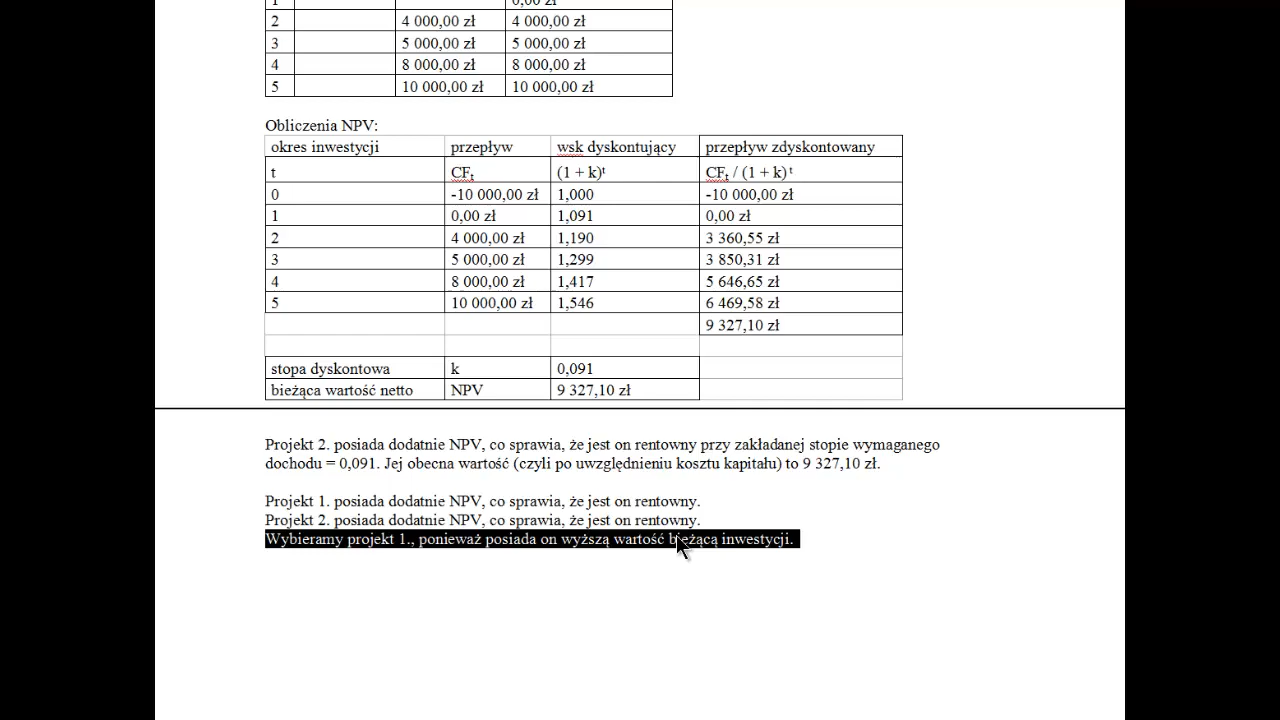 1 0,00 zł
2 4 000,00 zł 4 000,00 zł
3 5 000,00 zł 5 000,00 zł
4 8 000,00 zł 8 000,00 zł
5 10 000,00 zł 10 000,00 zł
Obliczenia NPV:
okres inwestycji przepływ wsk dyskontujący przepływ zdyskontowany
t CFt (1 + k)ᵗ CFt / (1 + k)ᵗ
0 -10 000,00 zł 1,000 -10 000,00 zł
1 0,00 zł 1,091 0,00 zł
2 4 000,00 zł 1,190 3 360,55 zł
3 5 000,00 zł 1,299 3 850,31 zł
4 8 000,00 zł 1,417 5 646,65 zł
5 10 000,00 zł 1,546 6 469,58 zł
9 327,10 zł
stopa dyskontowa k 0,091
bieżąca wartość netto NPV 9 327,10 zł
Projekt 2. posiada dodatnie NPV, co sprawia, że jest on rentowny przy zakładanej stopie wymaganego
dochodu = 0,091. Jej obecna wartość (czyli po uwzględnieniu kosztu kapitału) to 9 327,10 zł.
Projekt 1. posiada dodatnie NPV, co sprawia, że jest on rentowny.
Projekt 2. posiada dodatnie NPV, co sprawia, że jest on rentowny.
Wybieramy projekt 1., ponieważ posiada on wyższą wartość bieżącą inwestycji.